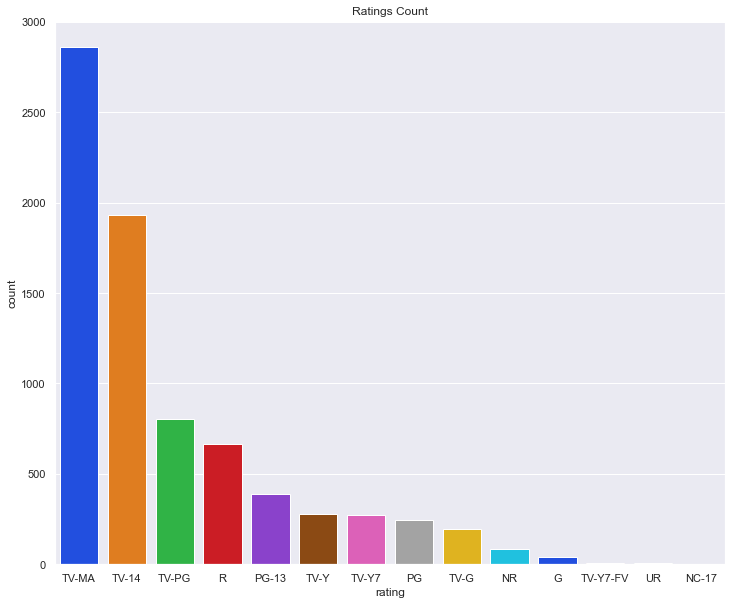 Ratings Count
3000
2500
2000
1500
1000
500
0
count
TV-MA TV-14 TV-PG R PG-13 TV-Y TV-Y7 PG TV-G NR G TV-Y7-FV UR NC-17
rating